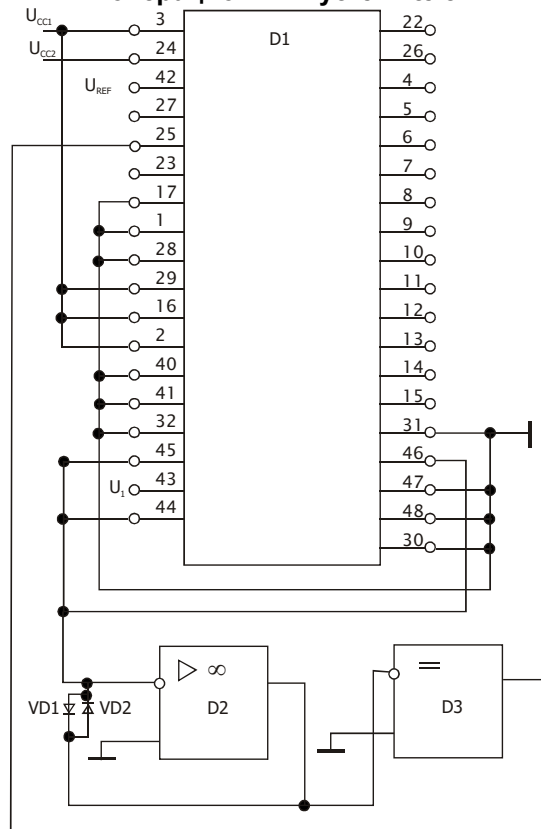 U_CC1 3 22
D1
U_CC2 24 26
U_REF 42 4
27 5
25 6
23 7
17 8
1 9
28 10
29 11
16 12
2 13
40 14
41 15
32 31
45 46
U_1 43 47
44 48
30
▷ ∞ =
VD1 VD2 D2 D3